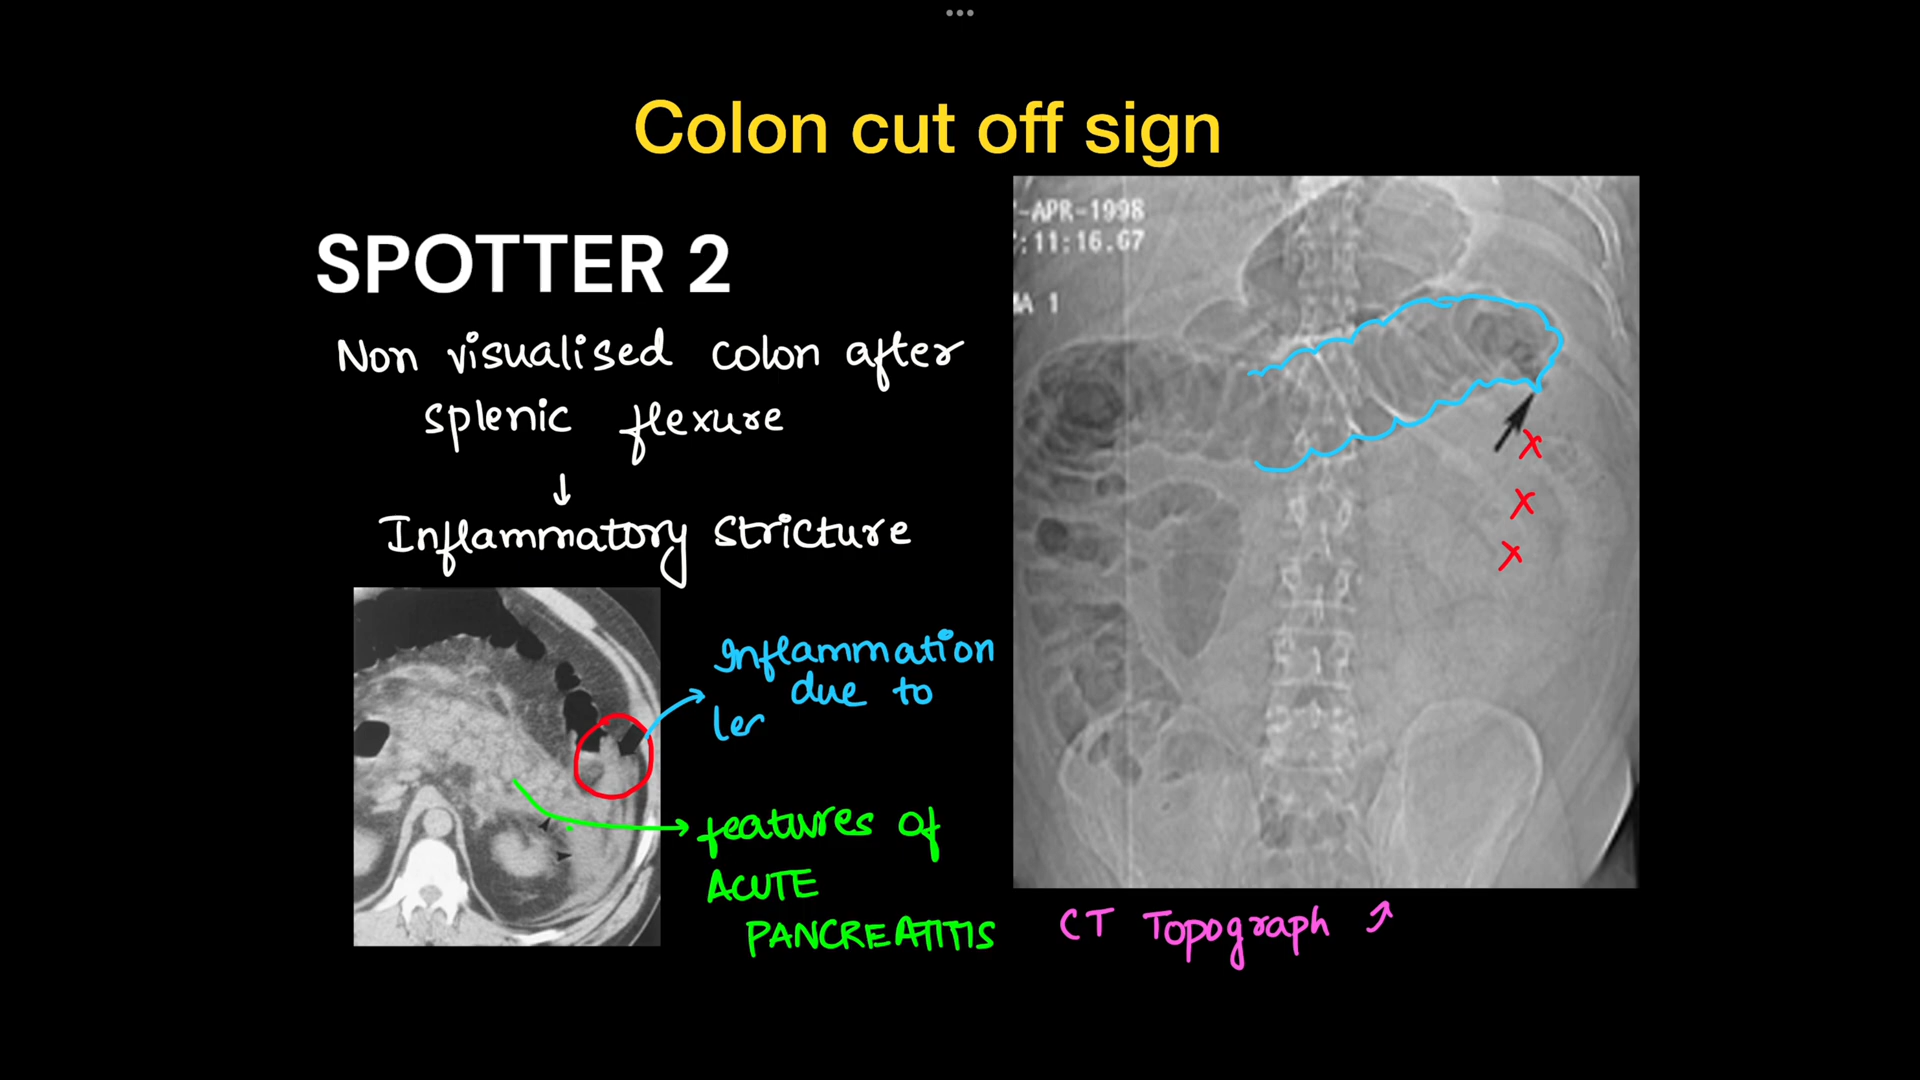 Colon cut off sign
SPOTTER 2
Non visualised colon after
splenic flexure
↓
Inflammatory stricture
Inflammation
due to
ler
features of
ACUTE
PANCREATITIS
-APR-1998
:11:16.67
MA 1
x
x
x
CT Topograph